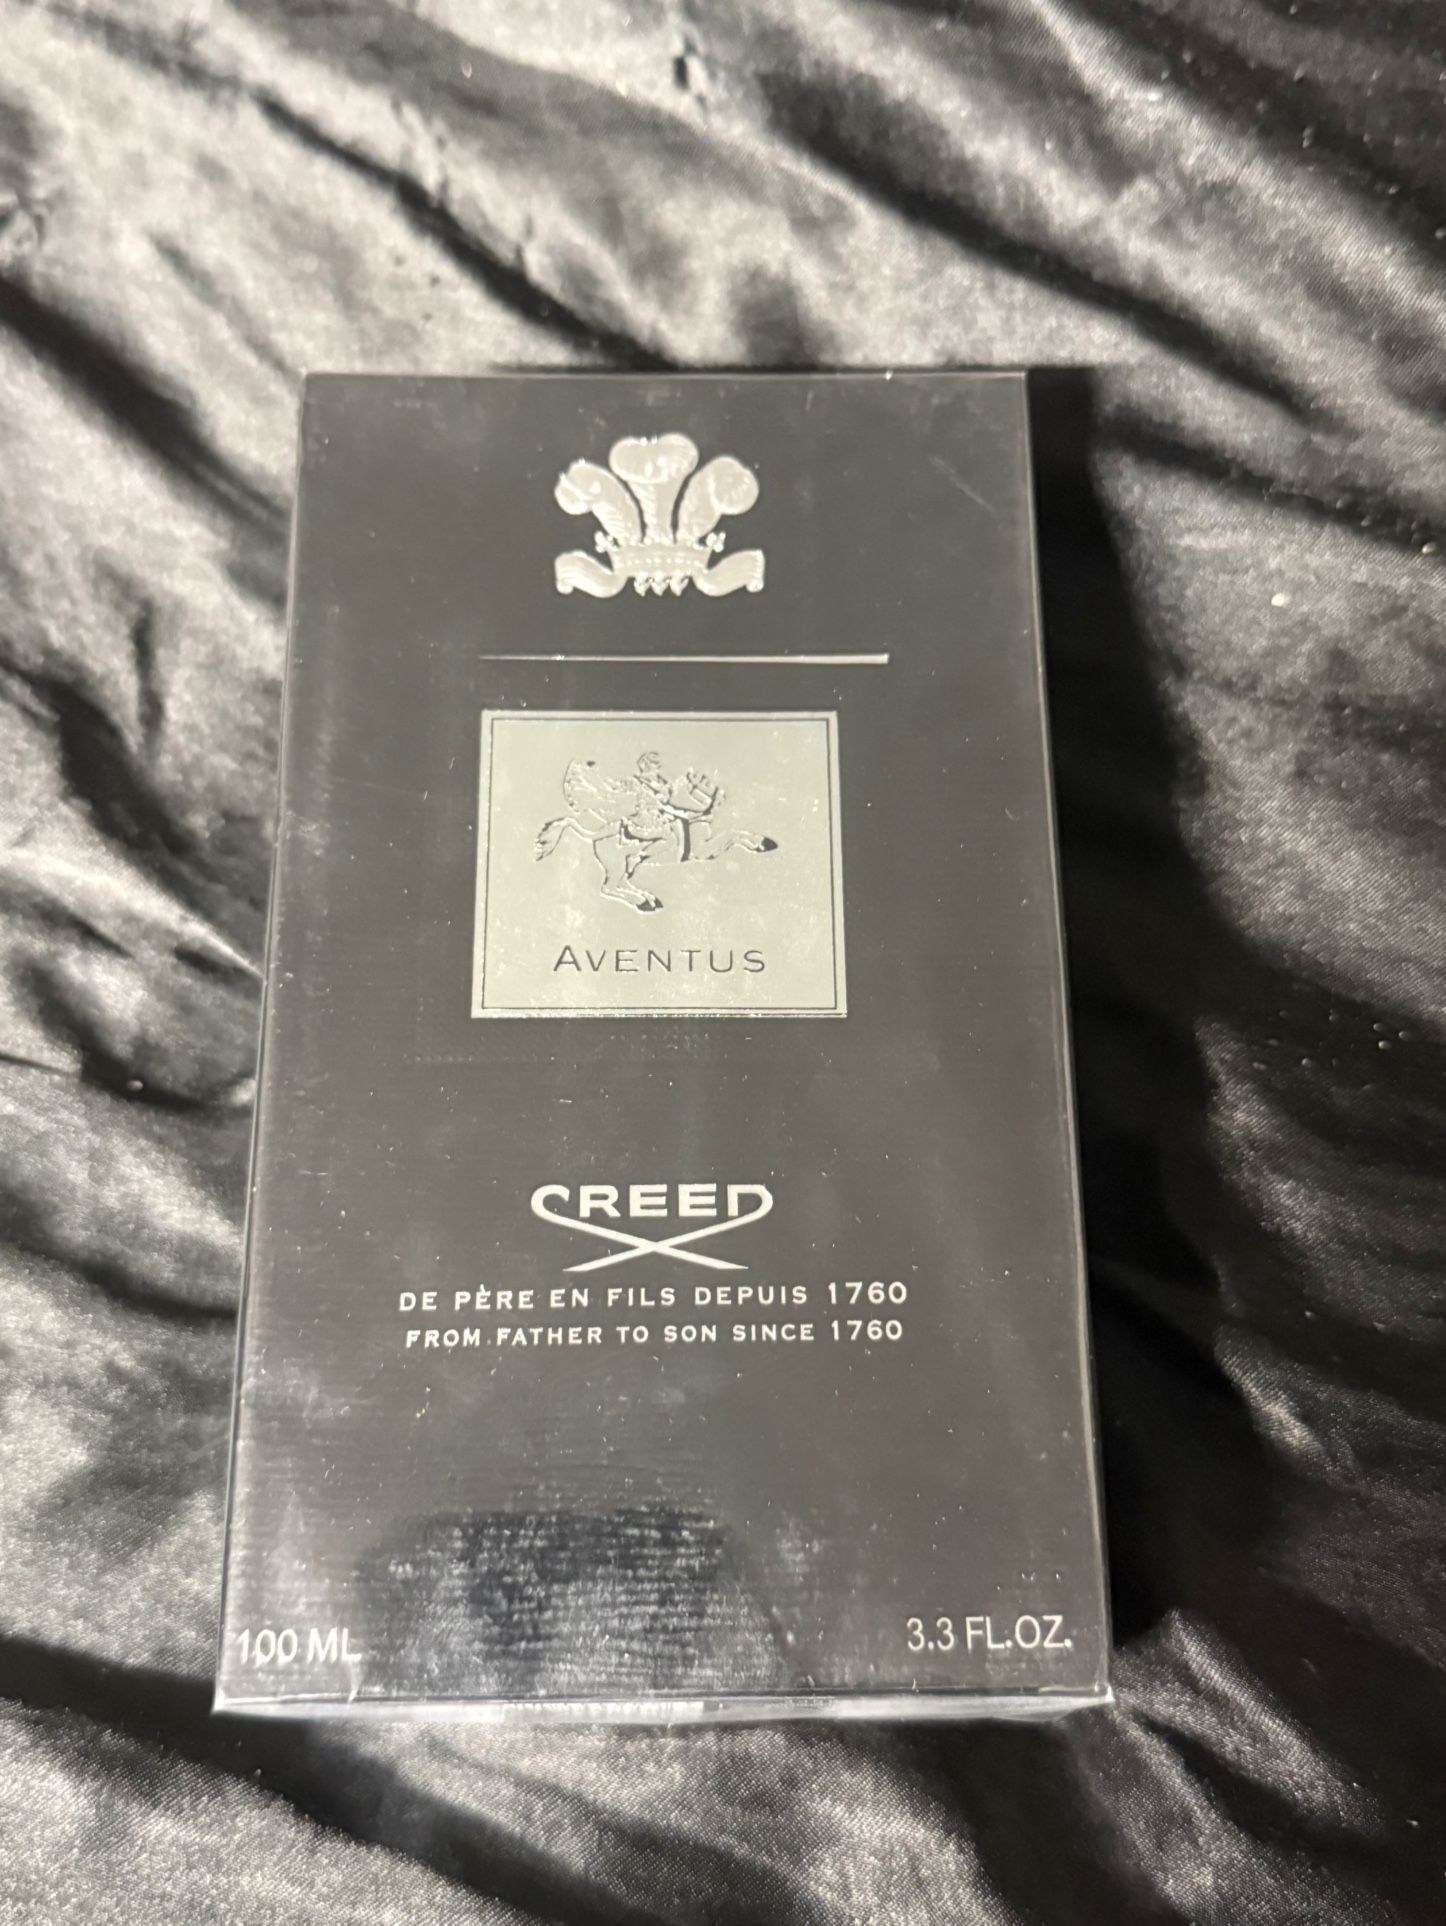 AVENTUS
CREED
DE PÈRE EN FILS DEPUIS 1760
FROM FATHER TO SON SINCE 1760
100 ML
3.3 FL.OZ.